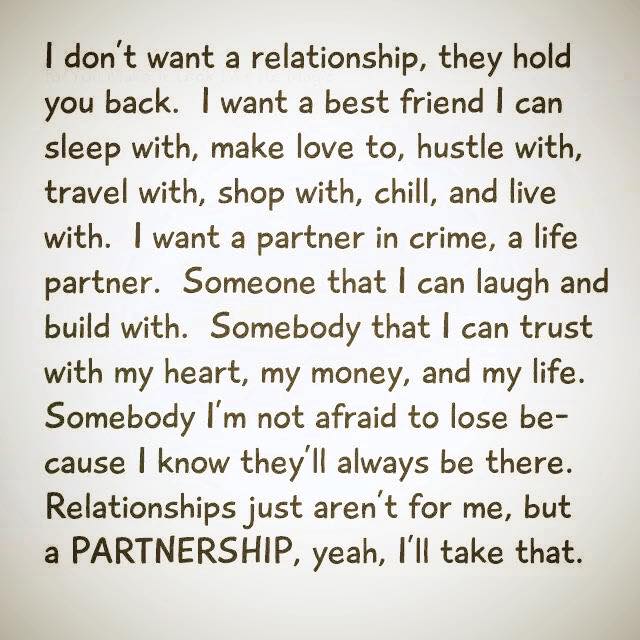 I don't want a relationship, they hold
you back. I want a best friend I can
sleep with, make love to, hustle with,
travel with, shop with, chill, and live
with. I want a partner in crime, a life
partner. Someone that I can laugh and
build with. Somebody that I can trust
with my heart, my money, and my life.
Somebody I'm not afraid to lose be-
cause I know they'll always be there.
Relationships just aren't for me, but
a PARTNERSHIP, yeah, I'll take that.